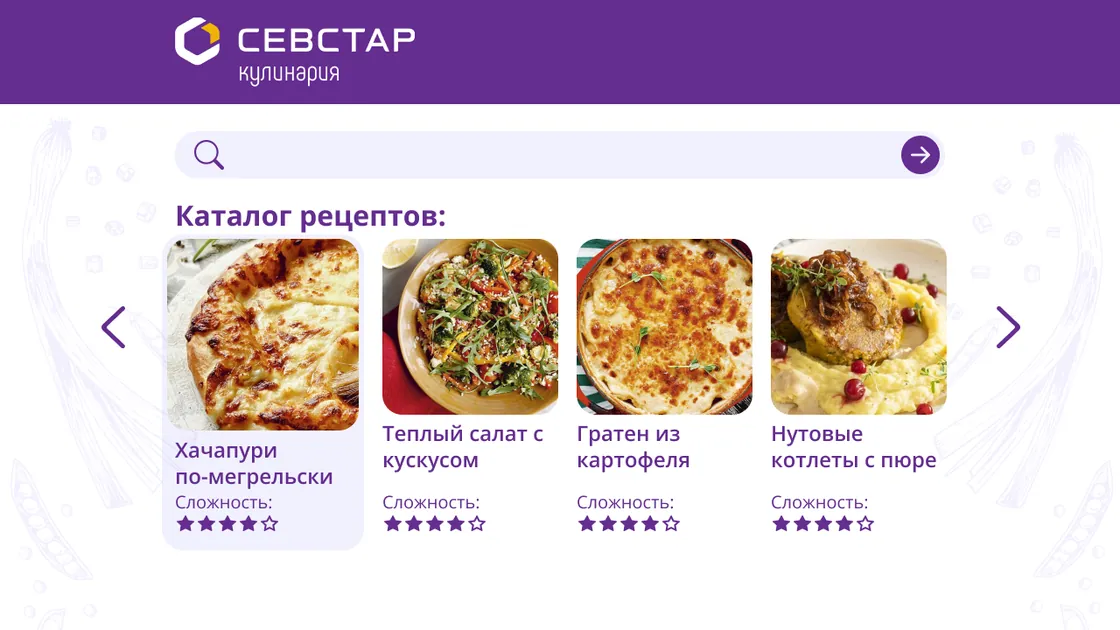 СЕВСТАР
кулинария
Каталог рецептов:
Хачапури
по-мегрельски
Сложность:
Теплый салат с
кускусом
Сложность:
Гратен из
картофеля
Сложность:
Нутовые
котлеты с пюре
Сложность: